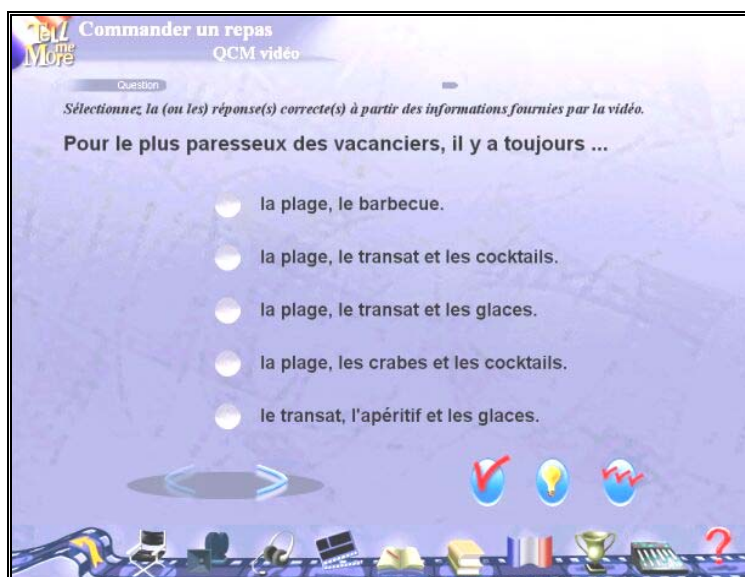 Tell me More
Commander un repas
QCM vidéo
Question
Sélectionnez la (ou les) réponse(s) correcte(s) à partir des informations fournies par la vidéo.
Pour le plus paresseux des vacanciers, il y a toujours ...
la plage, le barbecue.
la plage, le transat et les cocktails.
la plage, le transat et les glaces.
la plage, les crabes et les cocktails.
le transat, l'apéritif et les glaces.
?